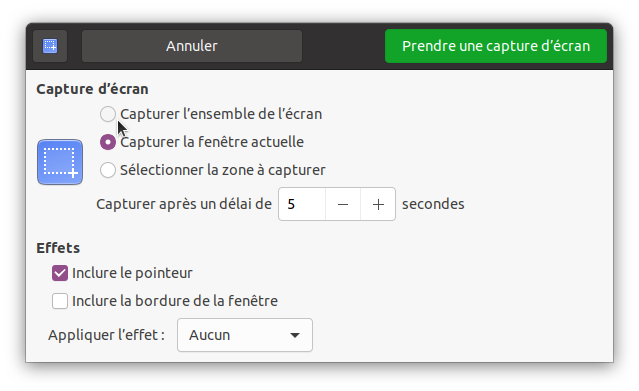 Annuler
Prendre une capture d’écran
Capture d’écran
Capturer l’ensemble de l’écran
Capturer la fenêtre actuelle
Sélectionner la zone à capturer
Capturer après un délai de 5 − + secondes
Effets
Inclure le pointeur
Inclure la bordure de la fenêtre
Appliquer l’effet : Aucun